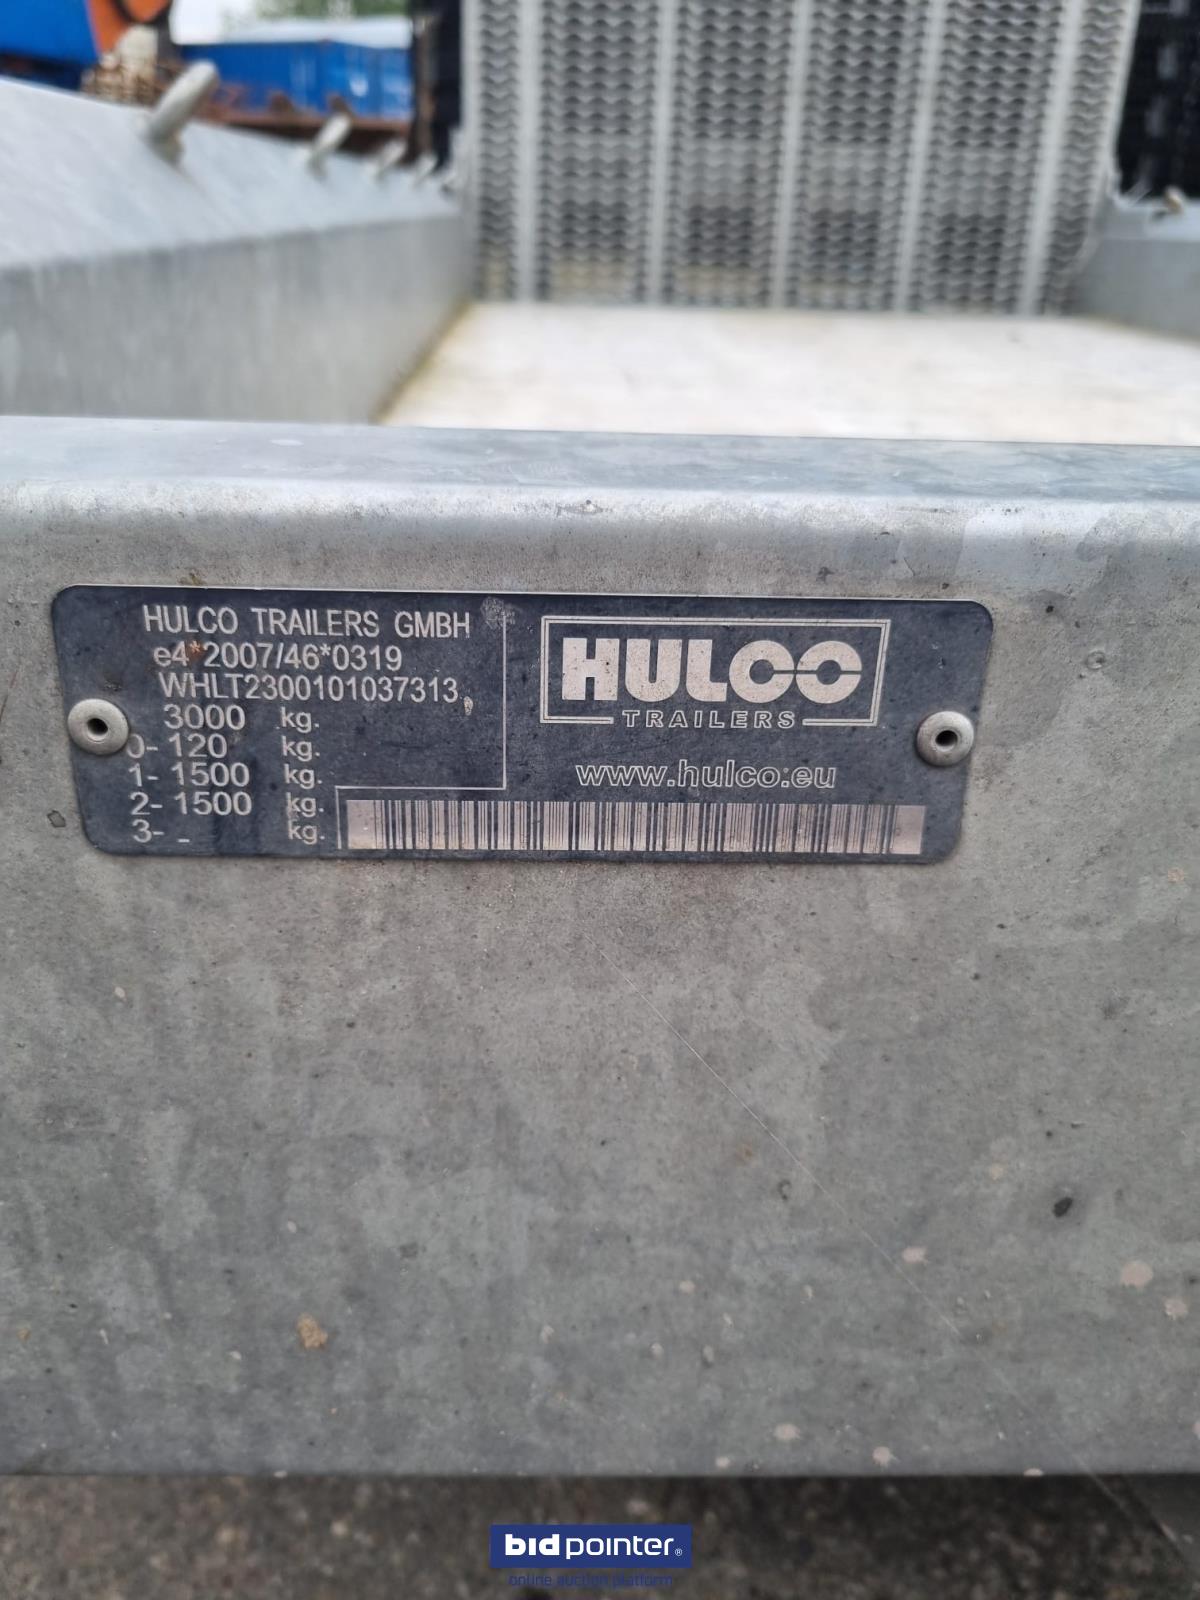 HULCO TRAILERS GMBH
e4*2007/46*0319
WHLT2300101037313
3000 kg.
0- 120 kg.
1- 1500 kg.
2- 1500 kg.
3- _ kg.
HULCO
TRAILERS
www.hulco.eu
bidpointer®
online auction platform